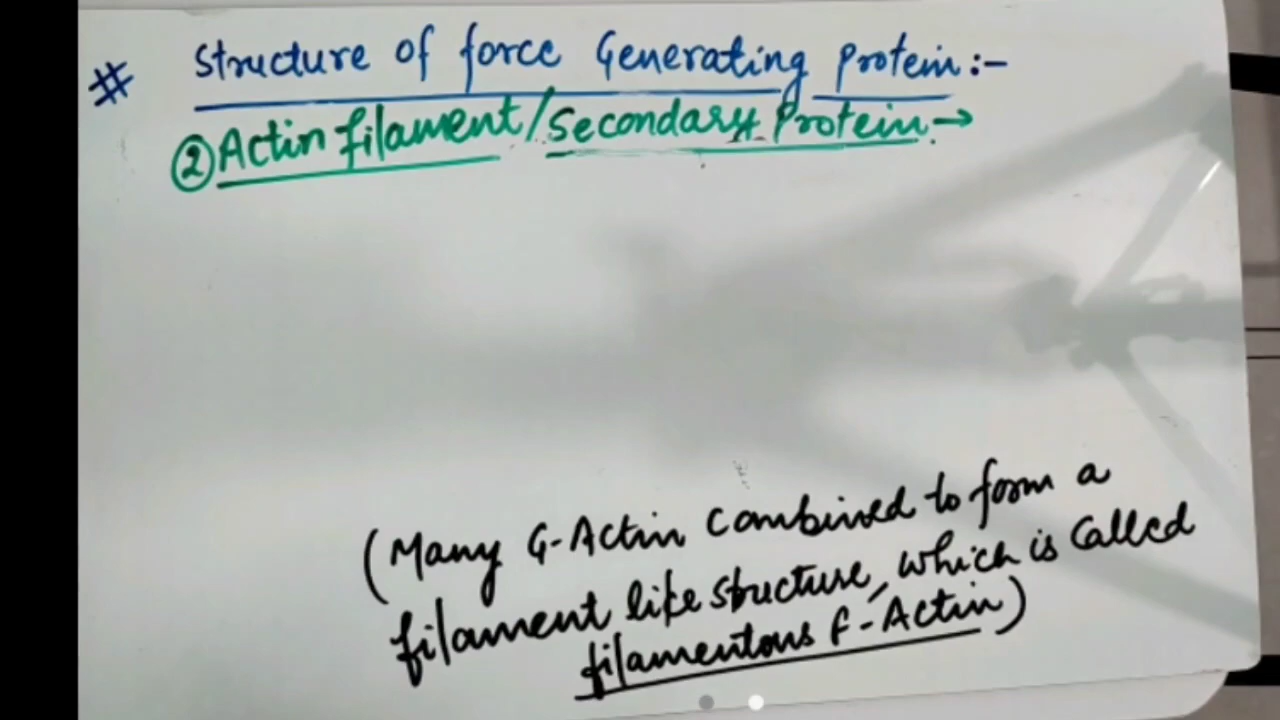 # Structure of force Generating Protein:-
② Actin filament/Secondary Protein→
(Many G-Actin Combined to form a
filament like structure, which is Called
filamentous F-Actin)